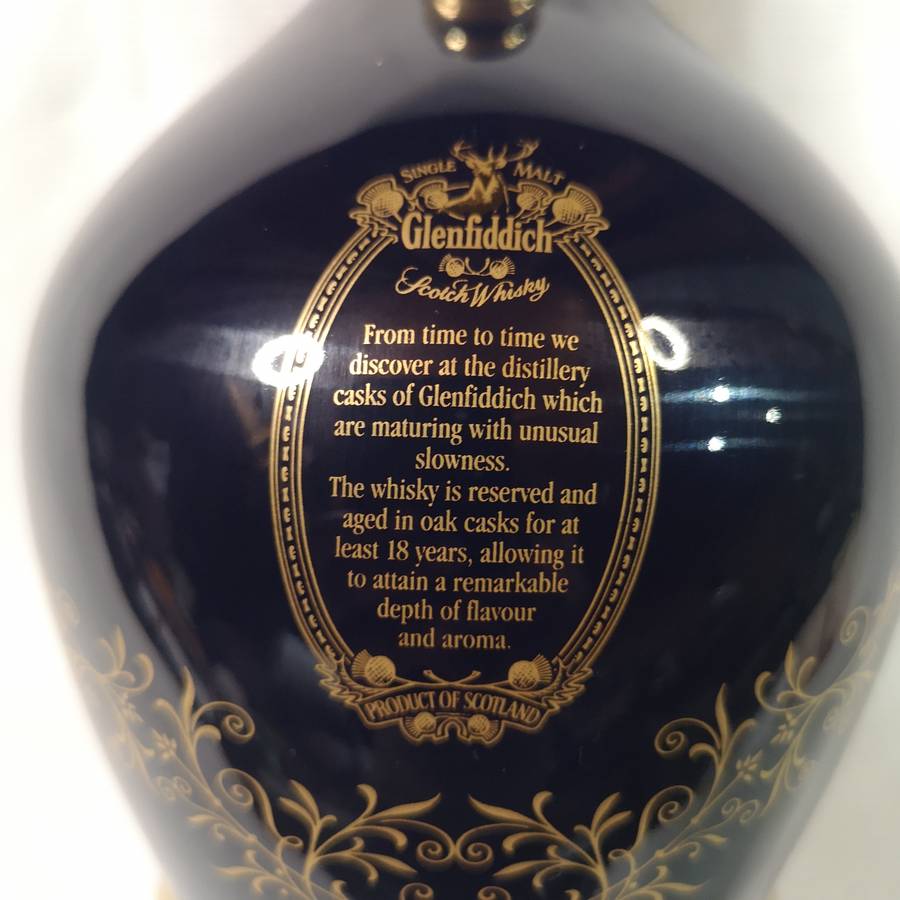 SINGLE MALT
Glenfiddich
Scotch Whisky
From time to time we
discover at the distillery
casks of Glenfiddich which
are maturing with unusual
slowness.
The whisky is reserved and
aged in oak casks for at
least 18 years, allowing it
to attain a remarkable
depth of flavour
and aroma.
PRODUCT OF SCOTLAND